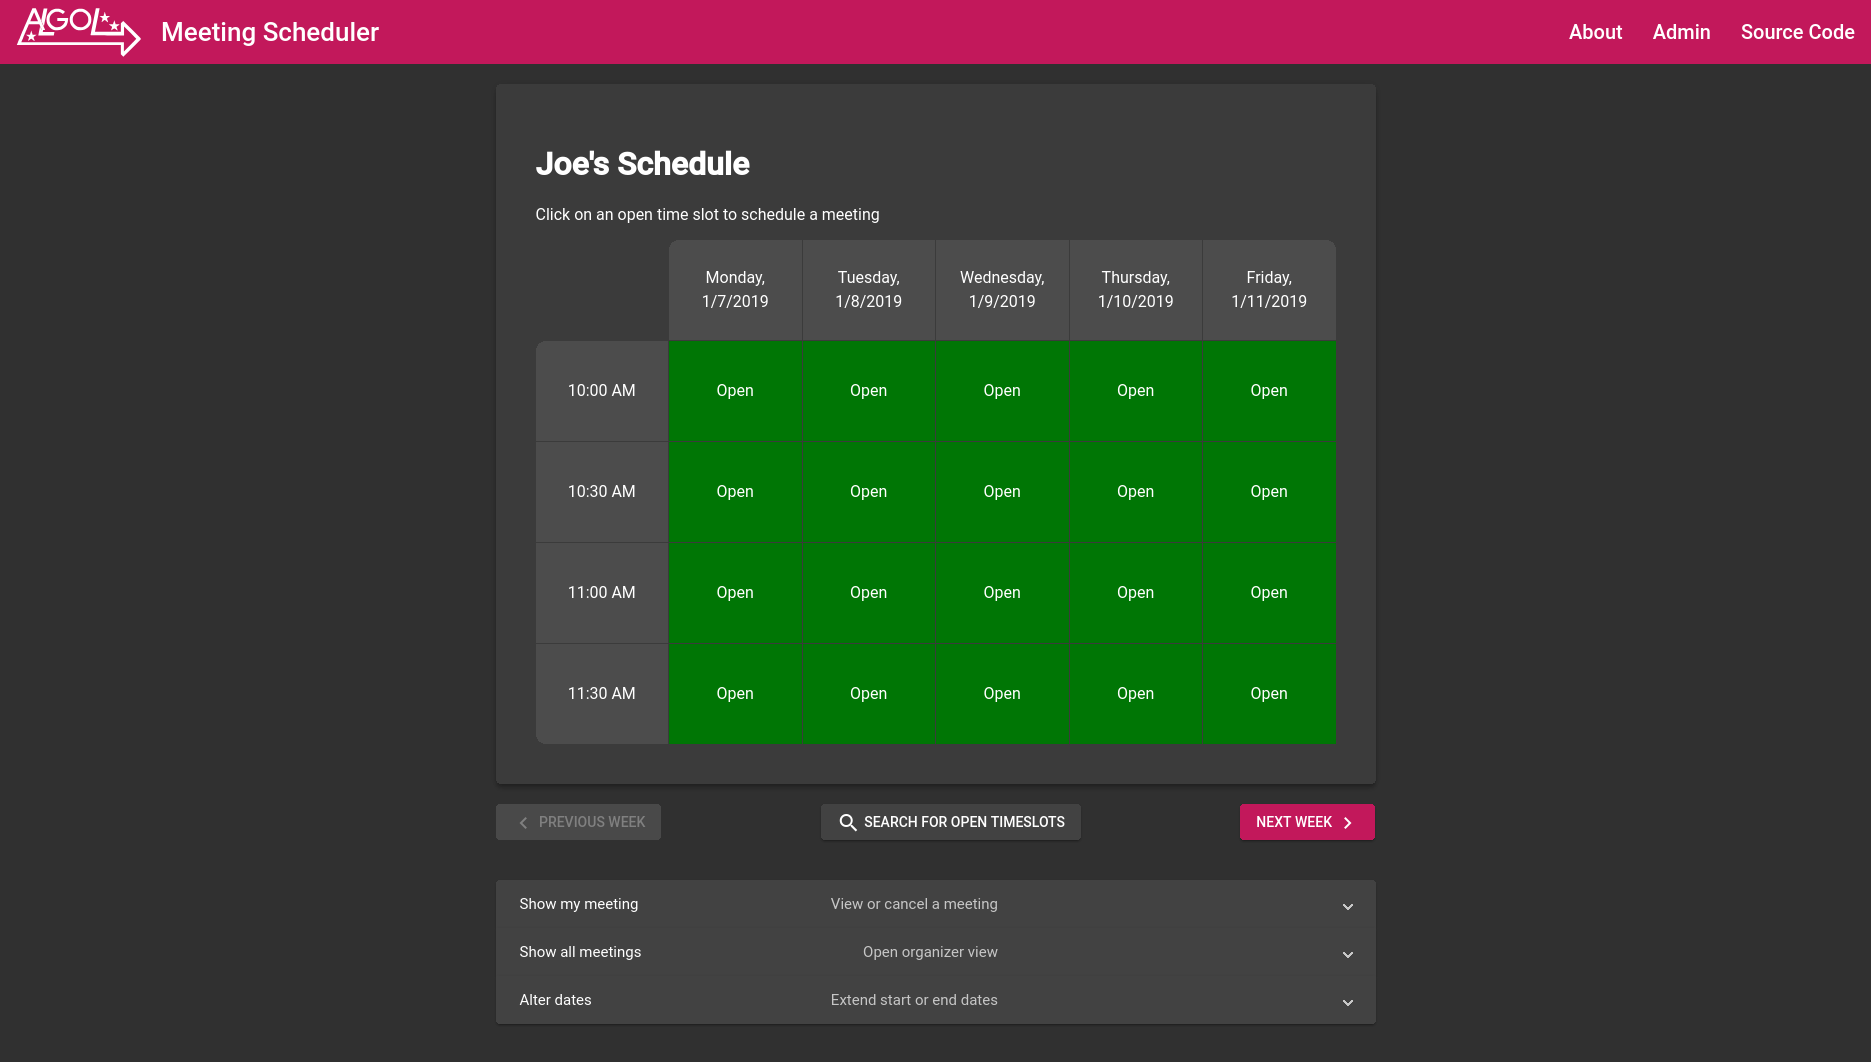 ALGOL
Meeting Scheduler
About
Admin
Source Code
Joe's Schedule
Click on an open time slot to schedule a meeting
Monday,
1/7/2019
Tuesday,
1/8/2019
Wednesday,
1/9/2019
Thursday,
1/10/2019
Friday,
1/11/2019
10:00 AM Open Open Open Open Open
10:30 AM Open Open Open Open Open
11:00 AM Open Open Open Open Open
11:30 AM Open Open Open Open Open
PREVIOUS WEEK
SEARCH FOR OPEN TIMESLOTS
NEXT WEEK
Show my meeting View or cancel a meeting
Show all meetings Open organizer view
Alter dates Extend start or end dates